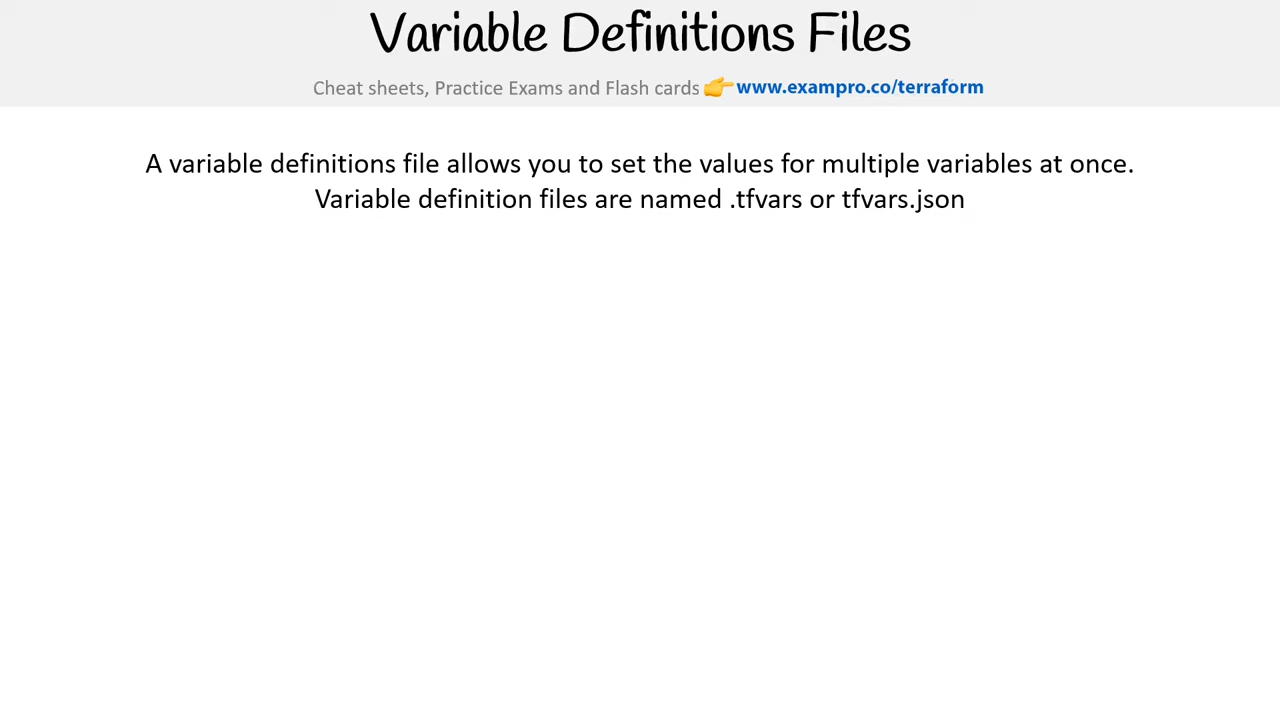 Variable Definitions Files
Cheat sheets, Practice Exams and Flash cards 👉 www.exampro.co/terraform
A variable definitions file allows you to set the values for multiple variables at once.
Variable definition files are named .tfvars or tfvars.json